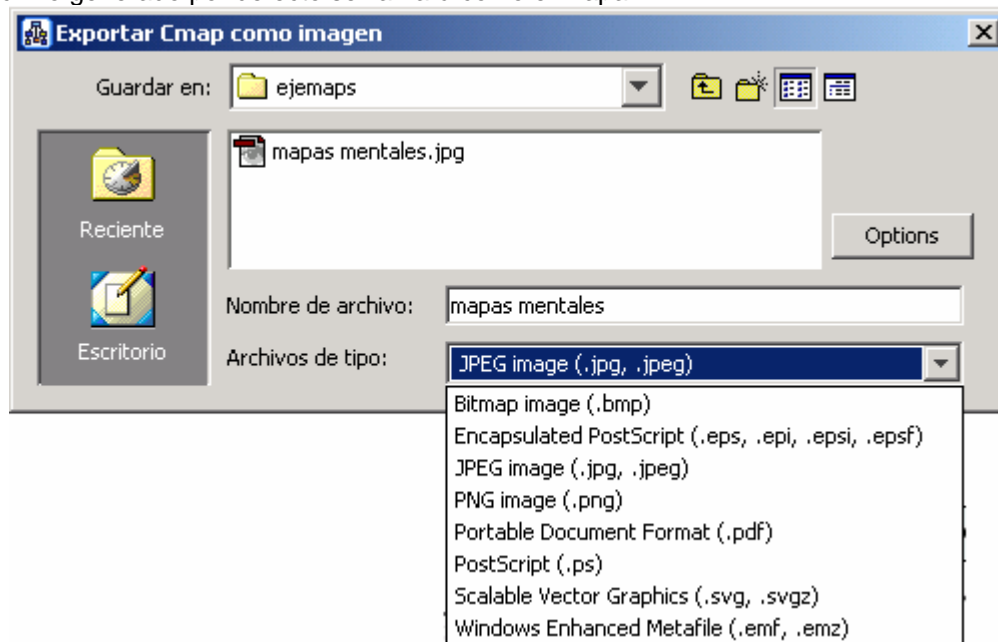 Exportar Cmap como imagen
Guardar en: ejemaps
mapas mentales.jpg
Reciente
Options
Nombre de archivo: mapas mentales
Escritorio
Archivos de tipo: JPEG image (.jpg, .jpeg)
Bitmap image (.bmp)
Encapsulated PostScript (.eps, .epi, .epsi, .epsf)
JPEG image (.jpg, .jpeg)
PNG image (.png)
Portable Document Format (.pdf)
PostScript (.ps)
Scalable Vector Graphics (.svg, .svgz)
Windows Enhanced Metafile (.emf, .emz)